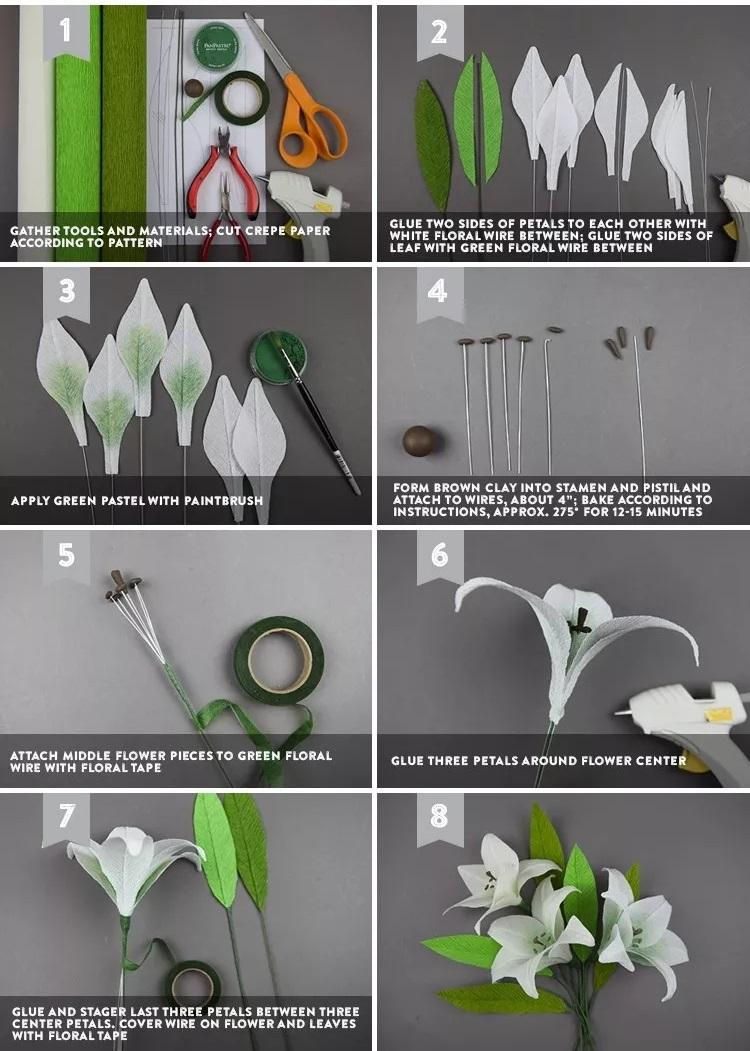 1
PANPASTEL
GATHER TOOLS AND MATERIALS; CUT CREPE PAPER
ACCORDING TO PATTERN
2
GLUE TWO SIDES OF PETALS TO EACH OTHER WITH
WHITE FLORAL WIRE BETWEEN; GLUE TWO SIDES OF
LEAF WITH GREEN FLORAL WIRE BETWEEN
3
APPLY GREEN PASTEL WITH PAINTBRUSH
4
FORM BROWN CLAY INTO STAMEN AND PISTIL AND
ATTACH TO WIRES, ABOUT 4"; BAKE ACCORDING TO
INSTRUCTIONS, APPROX. 275° FOR 12-15 MINUTES
5
ATTACH MIDDLE FLOWER PIECES TO GREEN FLORAL
WIRE WITH FLORAL TAPE
6
GLUE THREE PETALS AROUND FLOWER CENTER
7
GLUE AND STAGER LAST THREE PETALS BETWEEN THREE
CENTER PETALS. COVER WIRE ON FLOWER AND LEAVES
WITH FLORAL TAPE
8